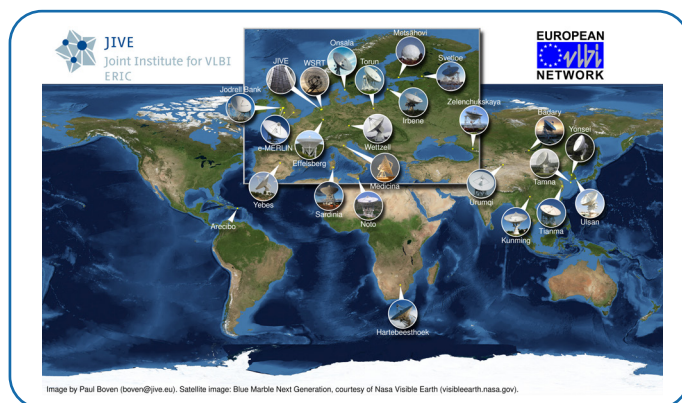 JIVE
Joint Institute for VLBI
ERIC
EUROPEAN
vlbi
NETWORK
Metsähovi
Onsala
JIVE
WSRT
Torun
Svetloe
Jodrell Bank
Zelenchukskaya
Irbene
Badary
Yonsei
e-MERLIN
Wettzell
Effelsberg
Tamna
Medicina
Urumqi
Yebes
Sardinia
Noto
Arecibo
Kunming
Tianma
Ulsan
Hartebeesthoek
Image by Paul Boven (boven@jive.eu). Satellite image: Blue Marble Next Generation, courtesy of Nasa Visible Earth (visibleearth.nasa.gov).